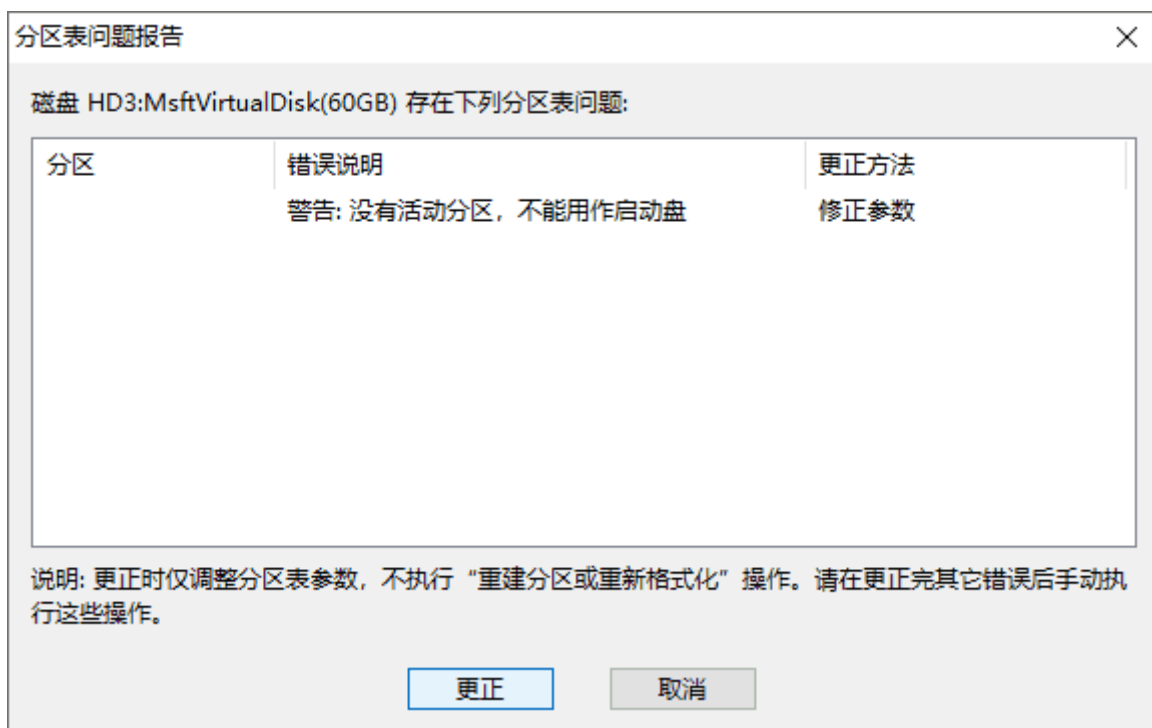 分区表问题报告
磁盘 HD3:MsftVirtualDisk(60GB) 存在下列分区表问题:
分区 错误说明 更正方法
警告: 没有活动分区，不能用作启动盘 修正参数
说明: 更正时仅调整分区表参数，不执行“重建分区或重新格式化”操作。请在更正完其它错误后手动执
行这些操作。
更正 取消